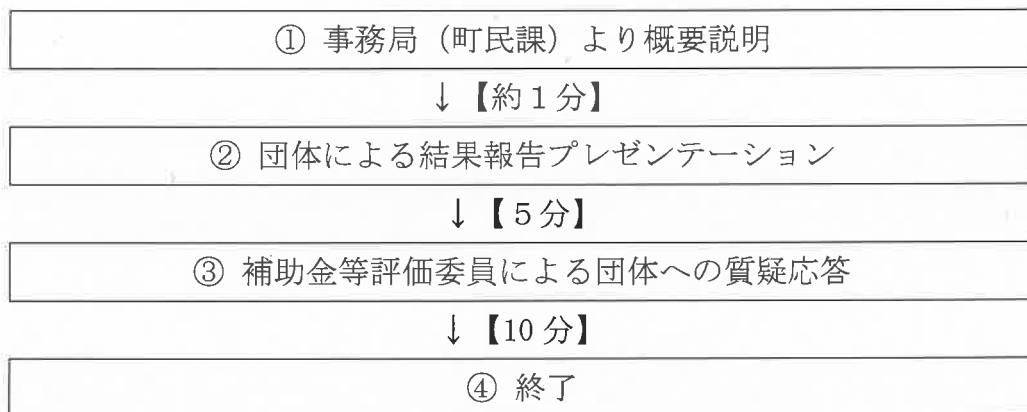 ① 事務局（町民課）より概要説明
↓【約１分】
② 団体による結果報告プレゼンテーション
↓【５分】
③ 補助金等評価委員による団体への質疑応答
↓【10 分】
④ 終了